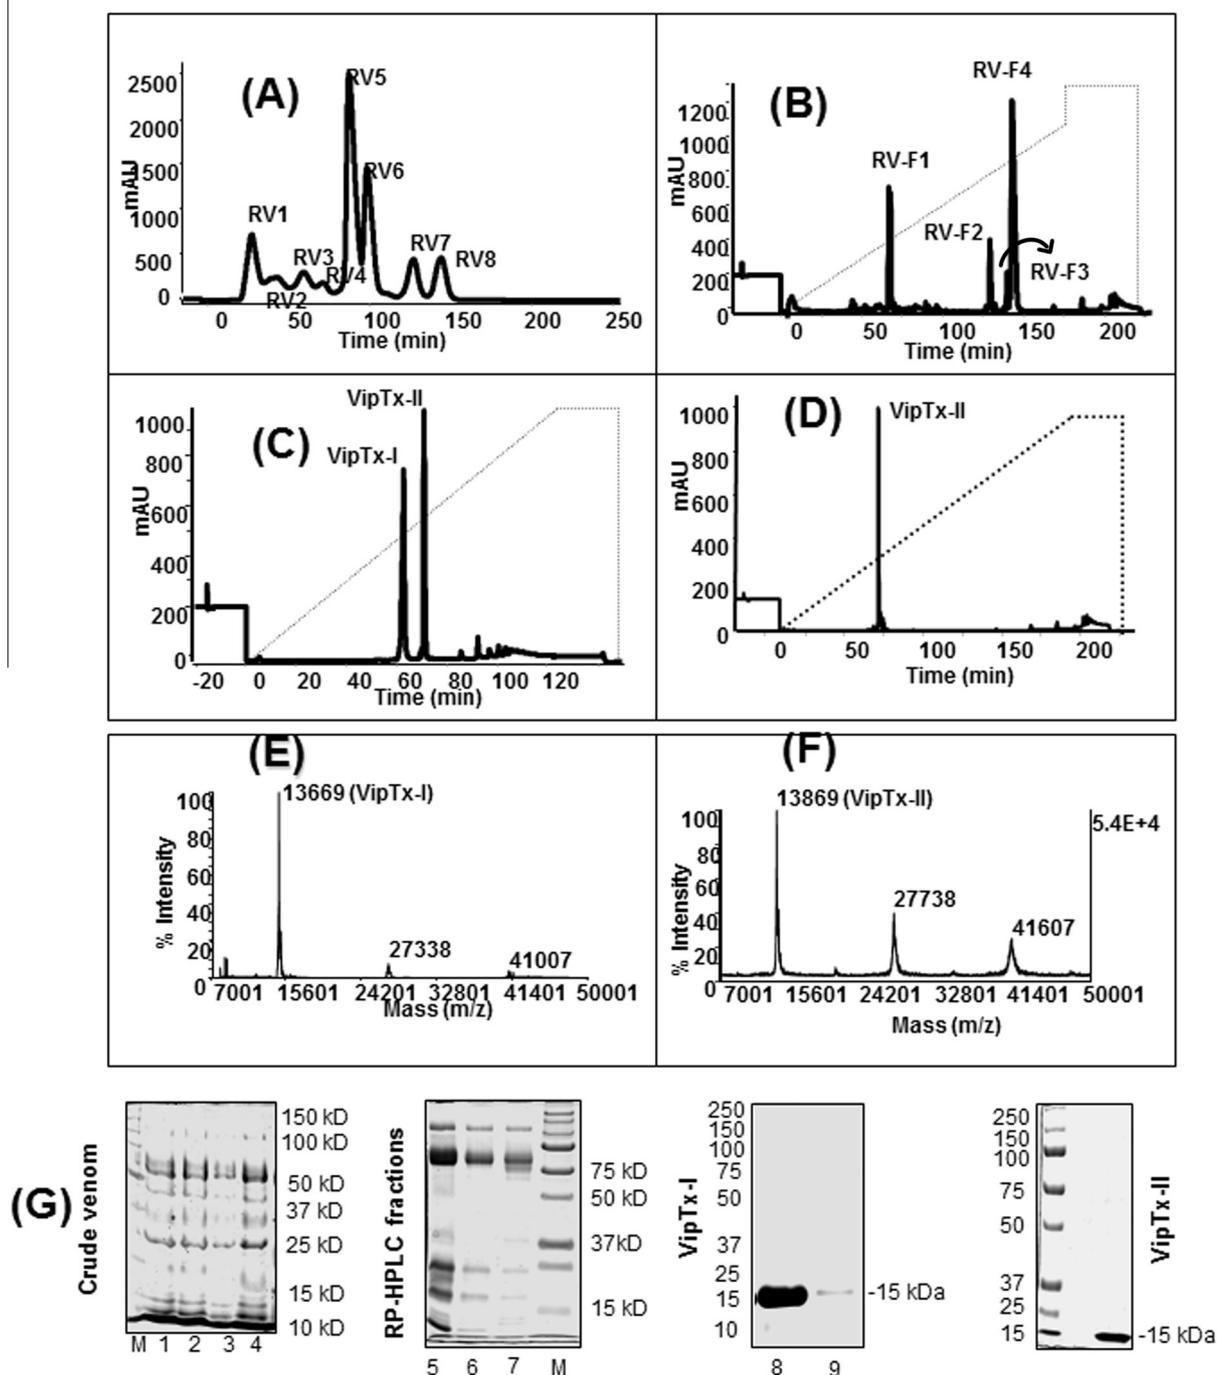 (A)
2500
2000
1500
1000
500
0
mAU
RV1
RV2
RV3
RV4
RV5
RV6
RV7
RV8
0 50 100 150 200 250
Time (min)
(B)
1200
1000
800
600
400
200
0
mAU
RV-F1
RV-F2
RV-F4
RV-F3
0 50 100 150 200
Time (min)
(C)
1000
800
600
400
200
0
mAU
VipTx-II
VipTx-I
-20 0 20 40 60 80 100 120
Time (min)
(D)
1000
800
600
400
200
0
mAU
VipTx-II
0 50 100 150 200
Time (min)
(E)
100
80
60
40
20
0
% Intensity
13669 (VipTx-I)
27338
41007
7001 15601 24201 32801 41401 50001
Mass (m/z)
(F)
100
80
60
40
20
0
% Intensity
13869 (VipTx-II)
5.4E+4
27738
41607
7001 15601 24201 32801 41401 50001
Mass (m/z)
(G)
Crude venom
150 kD
100 kD
50 kD
37 kD
25 kD
15 kD
10 kD
M 1 2 3 4
RP-HPLC fractions
75 kD
50 kD
37kD
15 kD
5 6 7 M
VipTx-I
250
150
100
75
50
37
25
15
10
-15 kDa
8 9
250
150
100
75
50
37
25
15
-15 kDa
VipTx-II